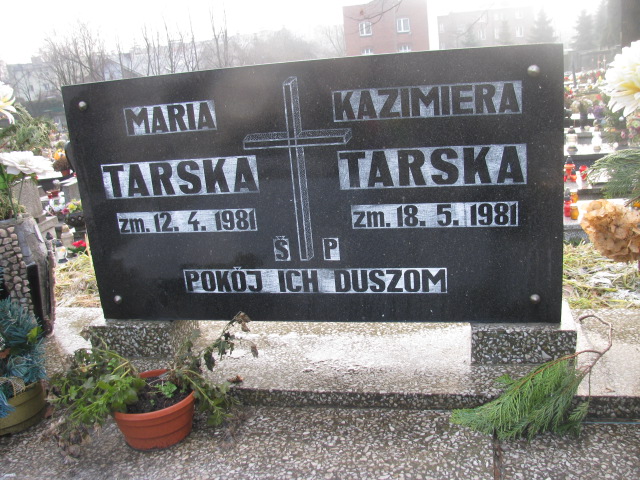 MARIA
TARSKA
zm. 12. 4. 1981
KAZIMIERA
TARSKA
zm. 18. 5. 1981
Ś P
POKÓJ ICH DUSZOM